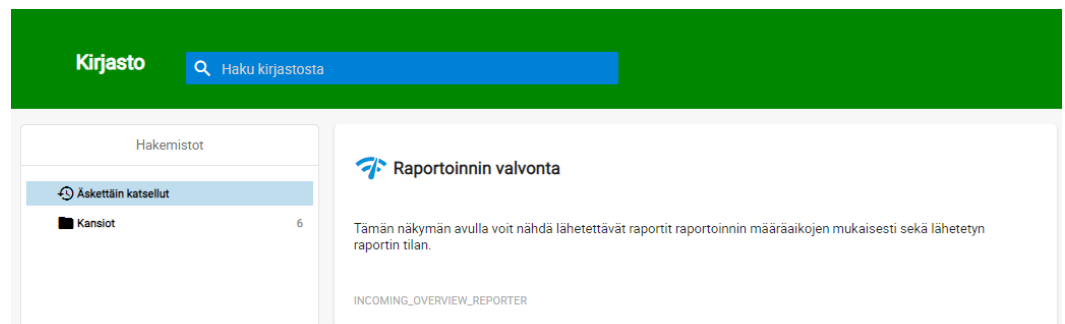 Kirjasto
Haku kirjastosta
Hakemistot
Äskettäin katsellut
Kansiot 6
Raportoinnin valvonta
Tämän näkymän avulla voit nähdä lähetettävät raportit raportoinnin määräaikojen mukaisesti sekä lähetetyn
raportin tilan.
INCOMING_OVERVIEW_REPORTER